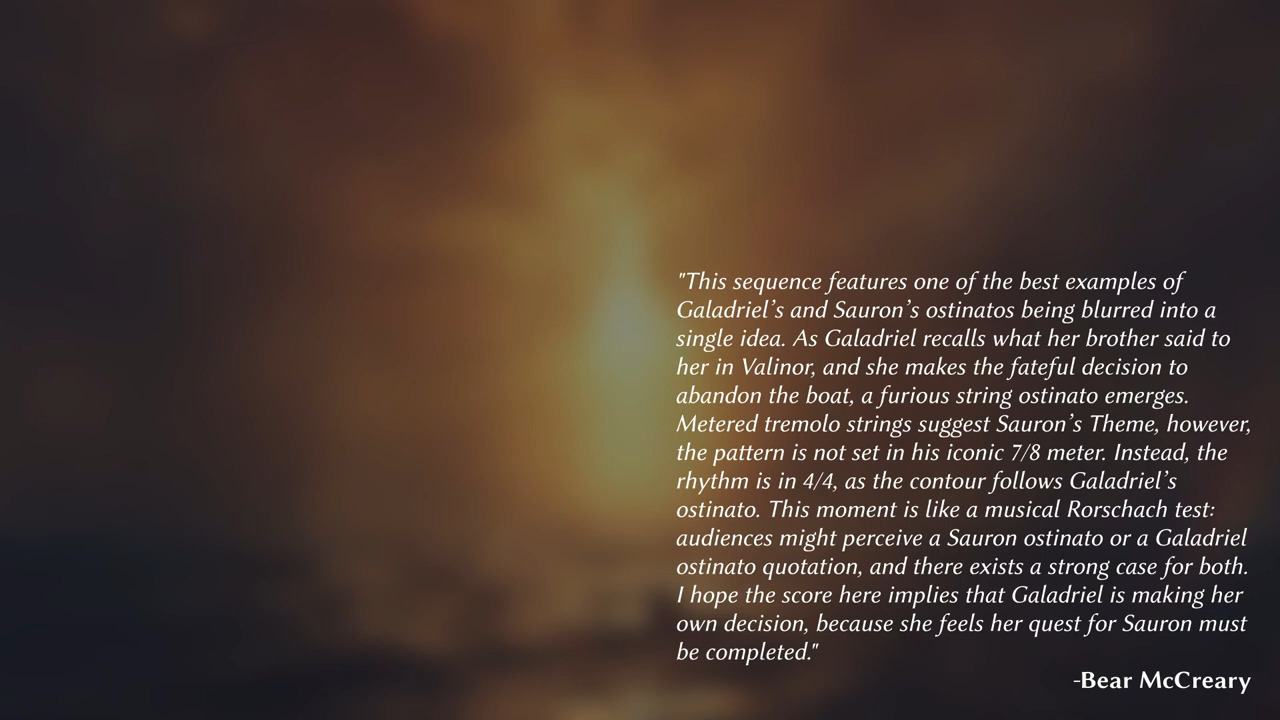 "This sequence features one of the best examples of
Galadriel’s and Sauron’s ostinatos being blurred into a
single idea. As Galadriel recalls what her brother said to
her in Valinor, and she makes the fateful decision to
abandon the boat, a furious string ostinato emerges.
Metered tremolo strings suggest Sauron’s Theme, however,
the pattern is not set in his iconic 7/8 meter. Instead, the
rhythm is in 4/4, as the contour follows Galadriel’s
ostinato. This moment is like a musical Rorschach test:
audiences might perceive a Sauron ostinato or a Galadriel
ostinato quotation, and there exists a strong case for both.
I hope the score here implies that Galadriel is making her
own decision, because she feels her quest for Sauron must
be completed."
-Bear McCreary